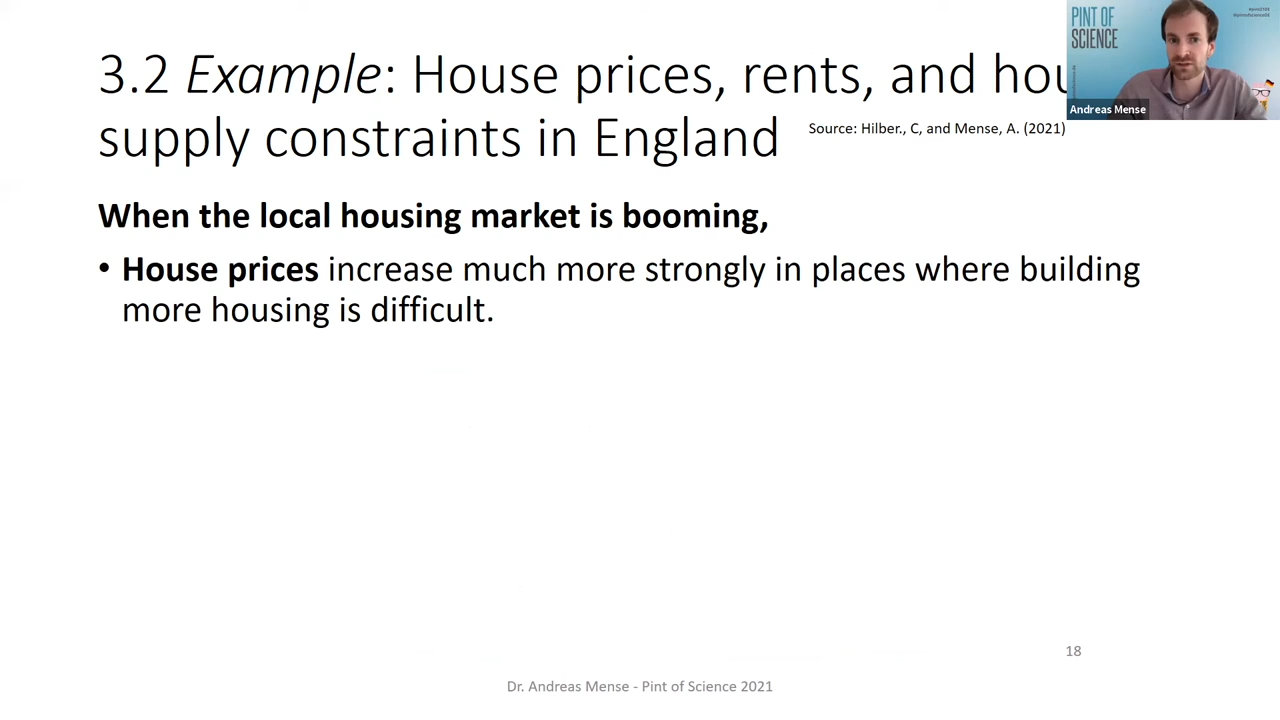 PINT OF
SCIENCE
#pint21DE
Andreas Mense
3.2 Example: House prices, rents, and hou
supply constraints in England
Source: Hilber., C, and Mense, A. (2021)
When the local housing market is booming,
• House prices increase much more strongly in places where building
more housing is difficult.
18
Dr. Andreas Mense - Pint of Science 2021